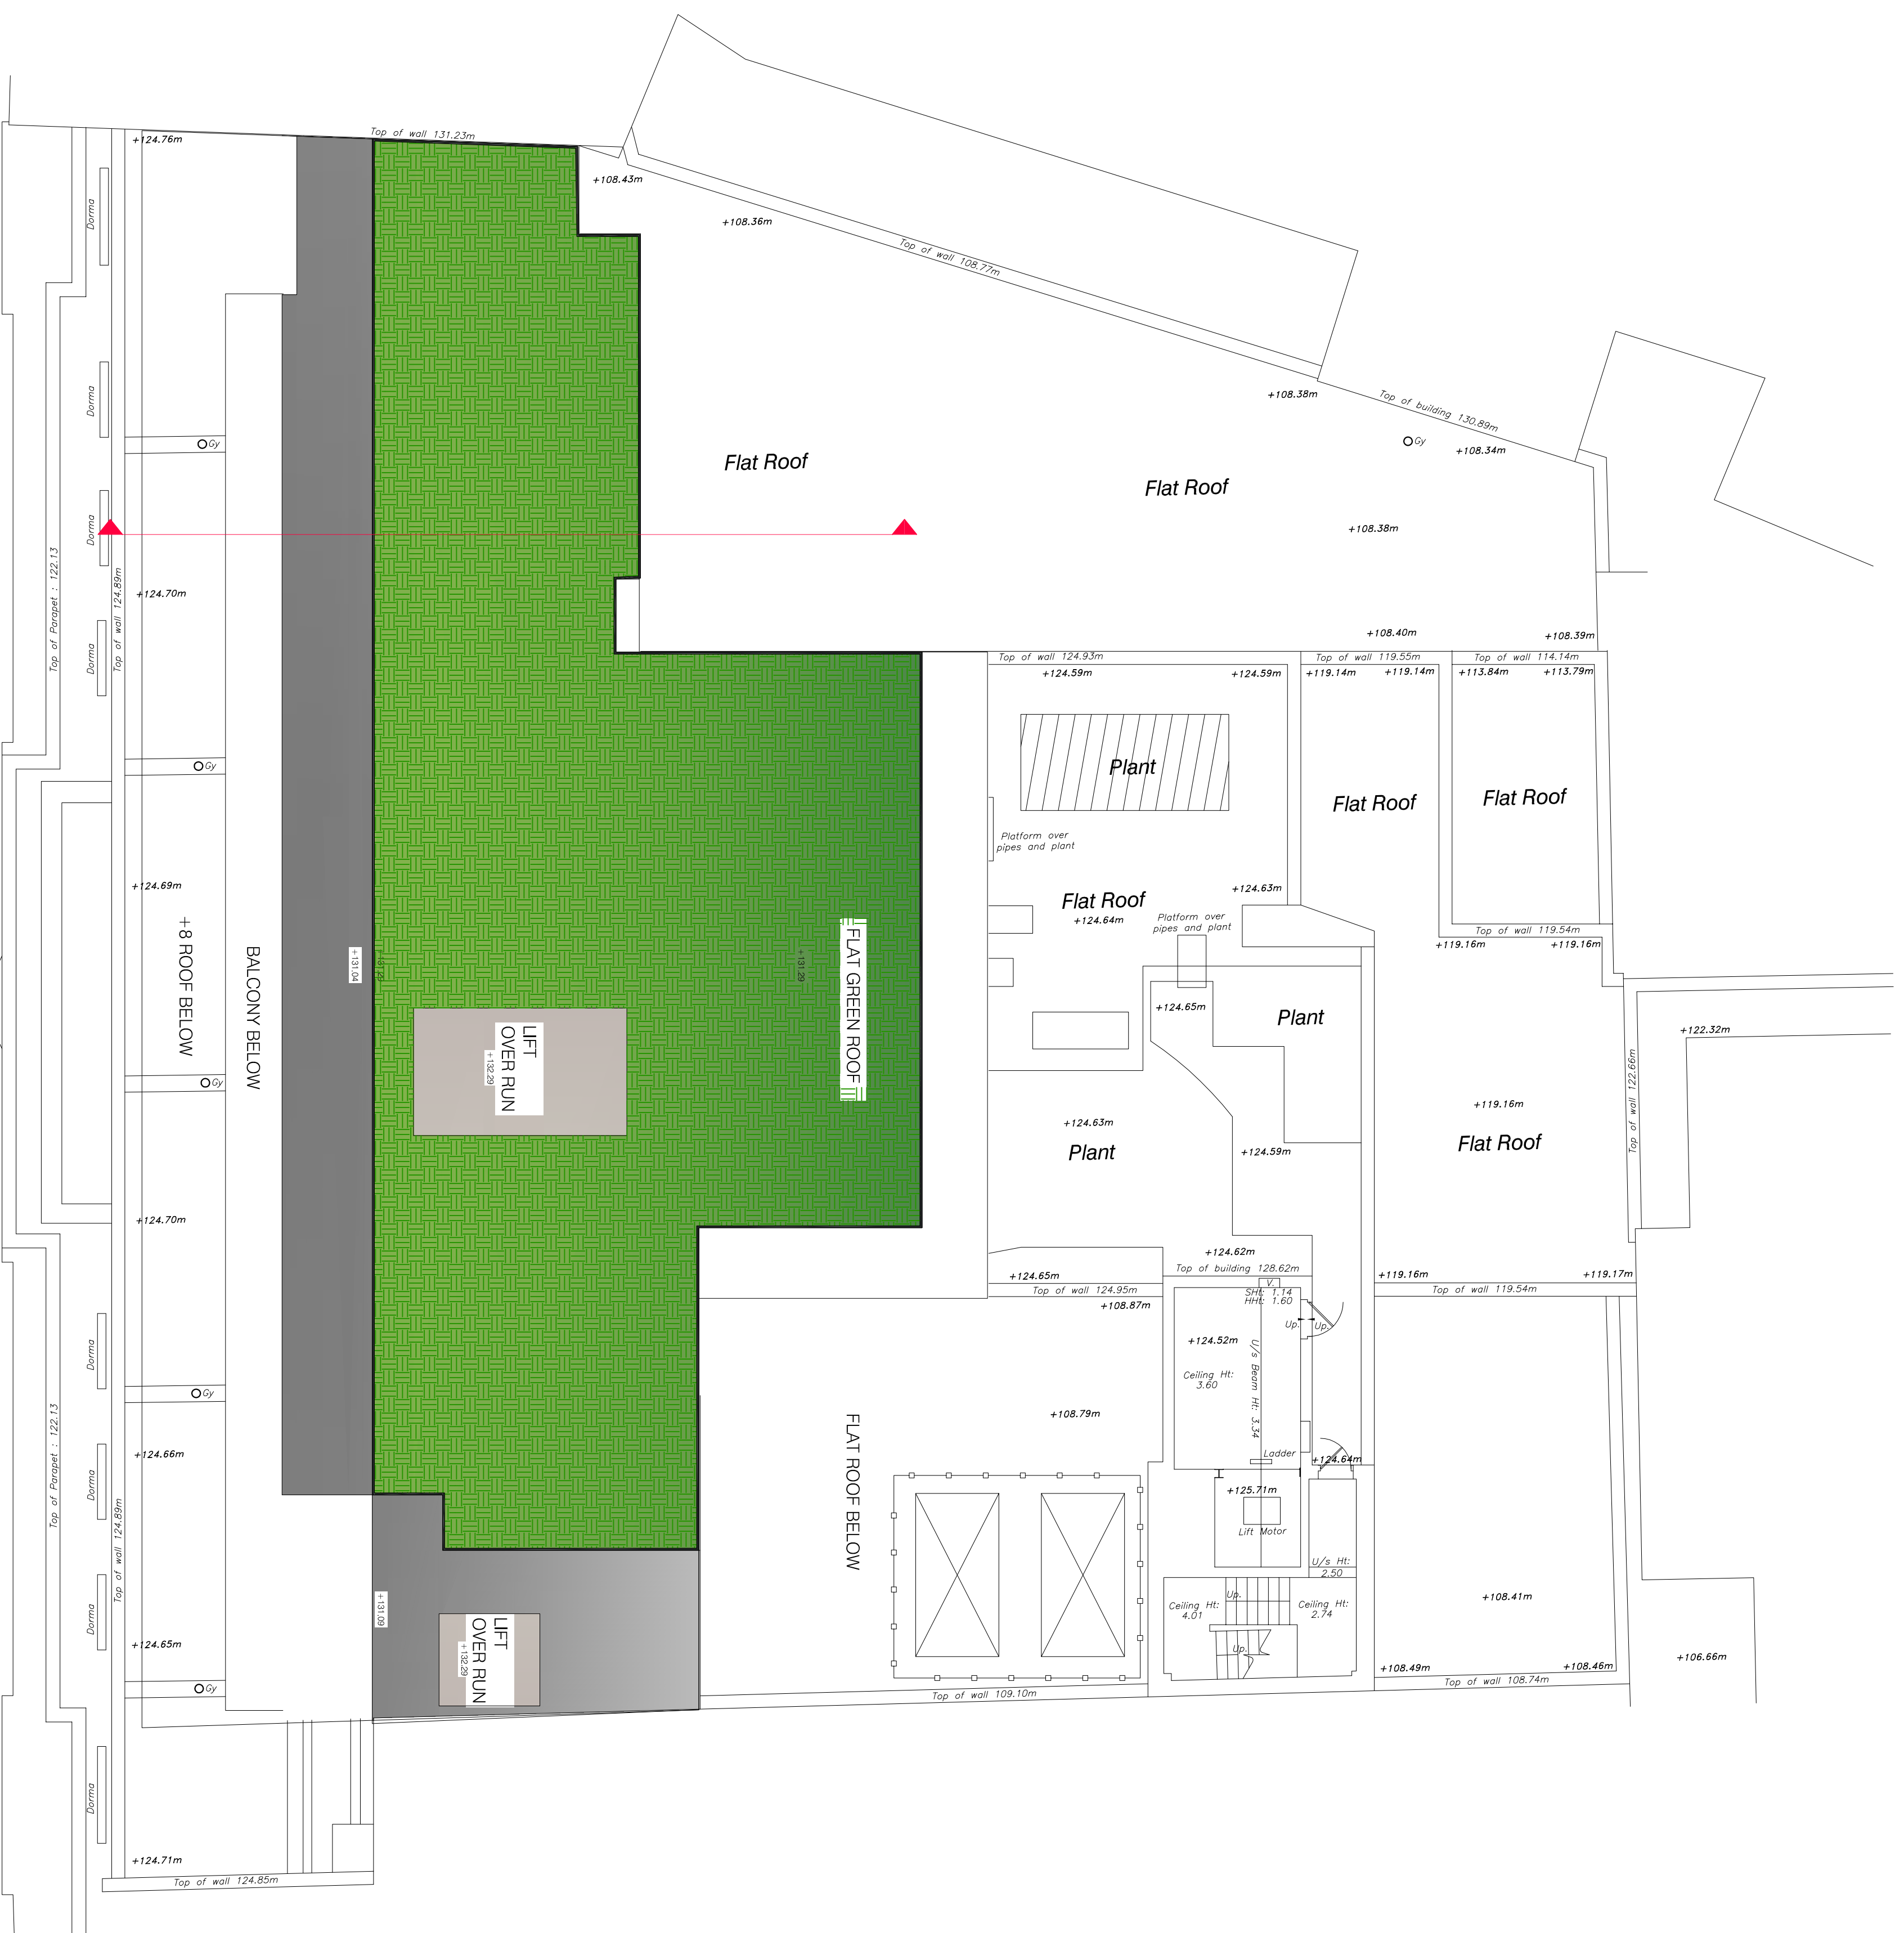 Top of wall 131.23m
+124.76m
+108.43m
Dorma
+108.36m
Top of wall 108.77m
Dorma
+108.38m
Top of building 130.89m
Gy
Gy
+108.34m
Flat Roof
Flat Roof
Dorma
+108.38m
Top of Parapet : 122.13
Top of wall 124.89m
+124.70m
Dorma
+108.40m
+108.39m
Top of wall 124.93m
Top of wall 119.55m
Top of wall 114.14m
+124.59m
+124.59m
+119.14m
+119.14m
+113.84m
+113.79m
Gy
Plant
Flat Roof
Flat Roof
Platform over
pipes and plant
+124.69m
+124.63m
Flat Roof
+124.64m
Platform over
pipes and plant
Top of wall 119.54m
+119.16m
+119.16m
+8 ROOF BELOW
BALCONY BELOW
+131.04
+131.29
+131.29
FLAT GREEN ROOF
+124.65m
Plant
+122.32m
LIFT
OVER RUN
+132.29
Gy
Top of wall 122.66m
+119.16m
+124.63m
Flat Roof
Plant
+124.59m
+124.70m
+124.62m
Top of building 128.62m
+124.65m
+119.16m
+119.17m
V.
Top of wall 124.95m
SHt: 1.14
HHt: 1.60
Top of wall 119.54m
+108.87m
Up.
Up.
+124.52m
Dorma
U/s Beam Ht: 3.34
Ceiling Ht:
3.60
Gy
FLAT ROOF BELOW
+108.79m
Top of Parapet : 122.13
+124.66m
Ladder
+124.64m
Dorma
+125.71m
Top of wall 124.89m
Lift Motor
U/s Ht:
2.50
+131.09
Dorma
Up.
Ceiling Ht:
4.01
Ceiling Ht:
2.74
+108.41m
LIFT
OVER RUN
+132.29
+124.65m
Up.
+106.66m
+108.49m
+108.46m
Gy
Top of wall 109.10m
Top of wall 108.74m
Dorma
+124.71m
Top of wall 124.85m